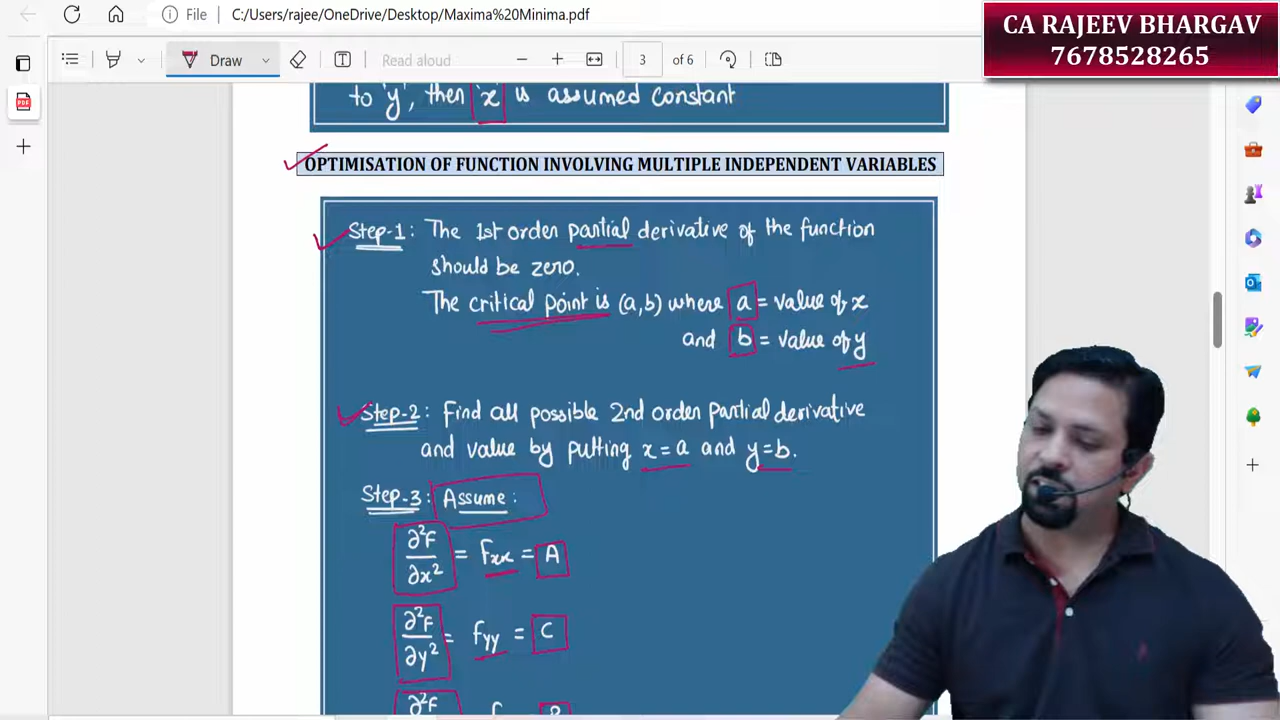 File
C:/Users/rajee/OneDrive/Desktop/Maxima%20Minima.pdf
CA RAJEEV BHARGAV
7678528265
Draw
Read aloud
3 of 6
to 'y', then 'x' is assumed constant
OPTIMISATION OF FUNCTION INVOLVING MULTIPLE INDEPENDENT VARIABLES
Step-1: The 1st order partial derivative of the function
should be zero.
The critical point is (a,b) where a = value of x
and b = value of y
Step-2: Find all possible 2nd order partial derivative
and value by putting x=a and y=b.
Step-3: Assume:
∂²F/∂x² = Fxx = A
∂²F/∂y² = Fyy = C
∂²F